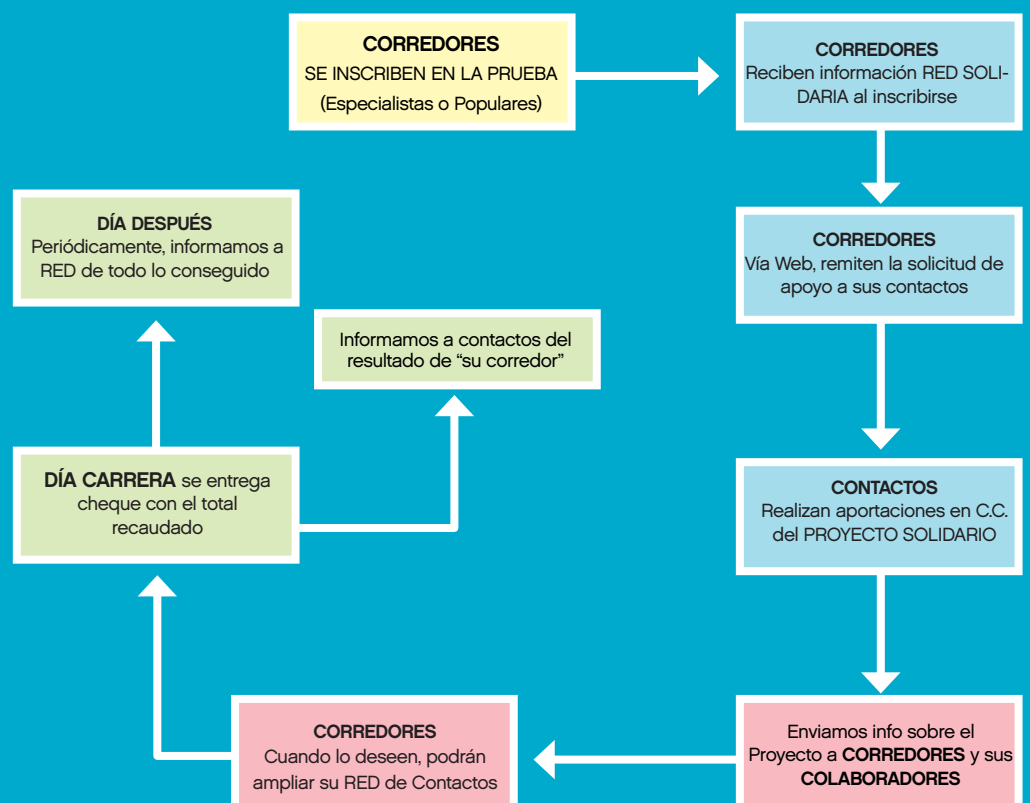 CORREDORES
SE INSCRIBEN EN LA PRUEBA
(Especialistas o Populares)
CORREDORES
Reciben información RED SOLI-
DARIA al inscribirse
CORREDORES
Vía Web, remiten la solicitud de
apoyo a sus contactos
CONTACTOS
Realizan aportaciones en C.C.
del PROYECTO SOLIDARIO
Enviamos info sobre el
Proyecto a CORREDORES y sus
COLABORADORES
CORREDORES
Cuando lo deseen, podrán
ampliar su RED de Contactos
DÍA CARRERA se entrega
cheque con el total
recaudado
Informamos a contactos del
resultado de “su corredor”
DÍA DESPUÉS
Periódicamente, informamos a
RED de todo lo conseguido